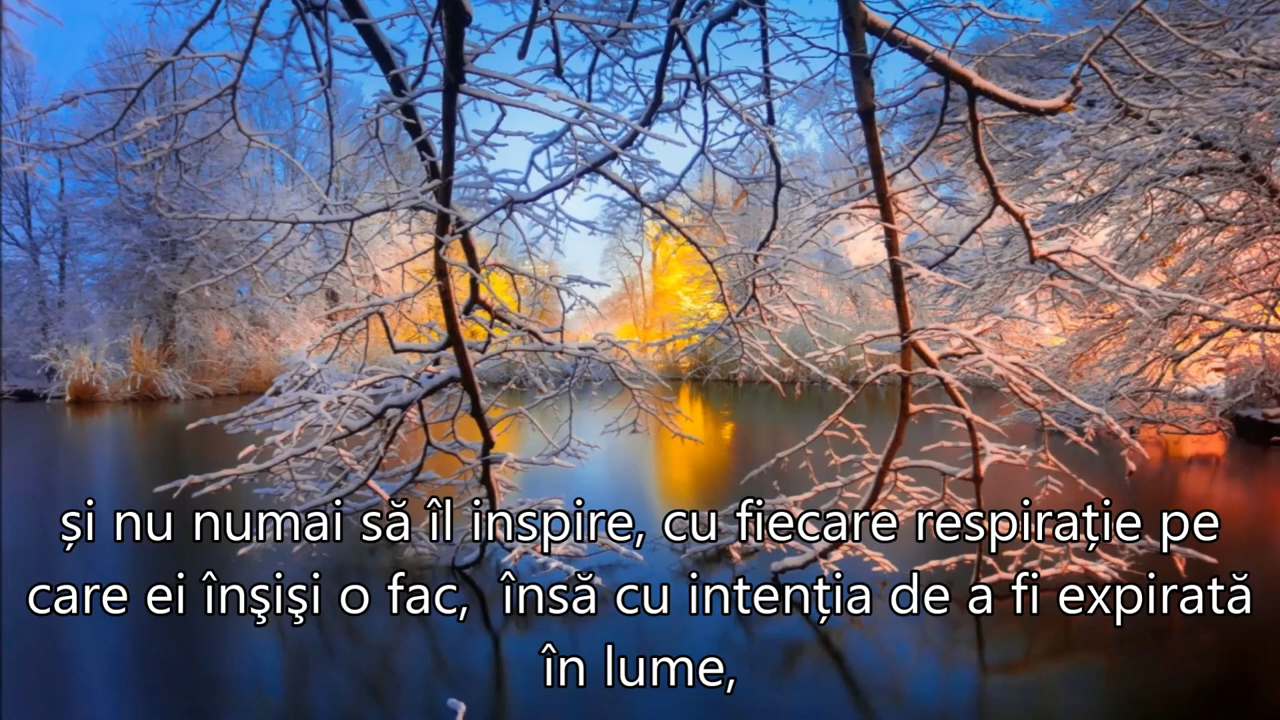 și nu numai să îl inspire, cu fiecare respirație pe
care ei înşişi o fac,  însă cu intenția de a fi expirată
în lume,